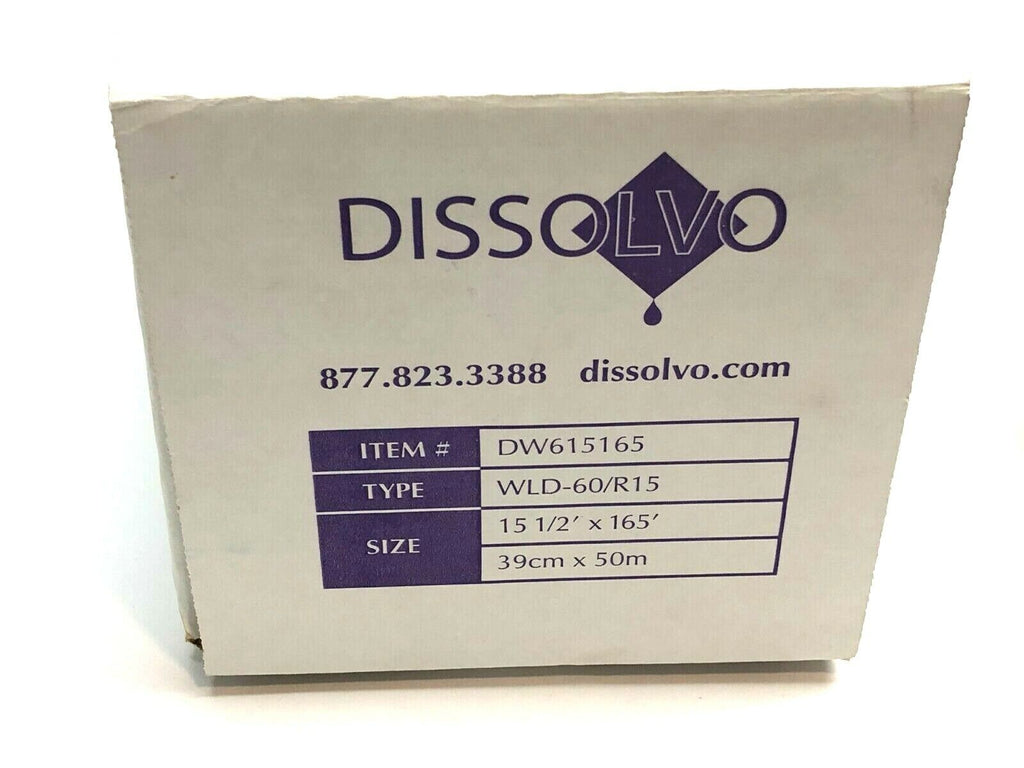 DISSOLVO
877.823.3388 dissolvo.com
ITEM # DW615165
TYPE WLD-60/R15
SIZE 15 1/2′ x 165′
39cm x 50m